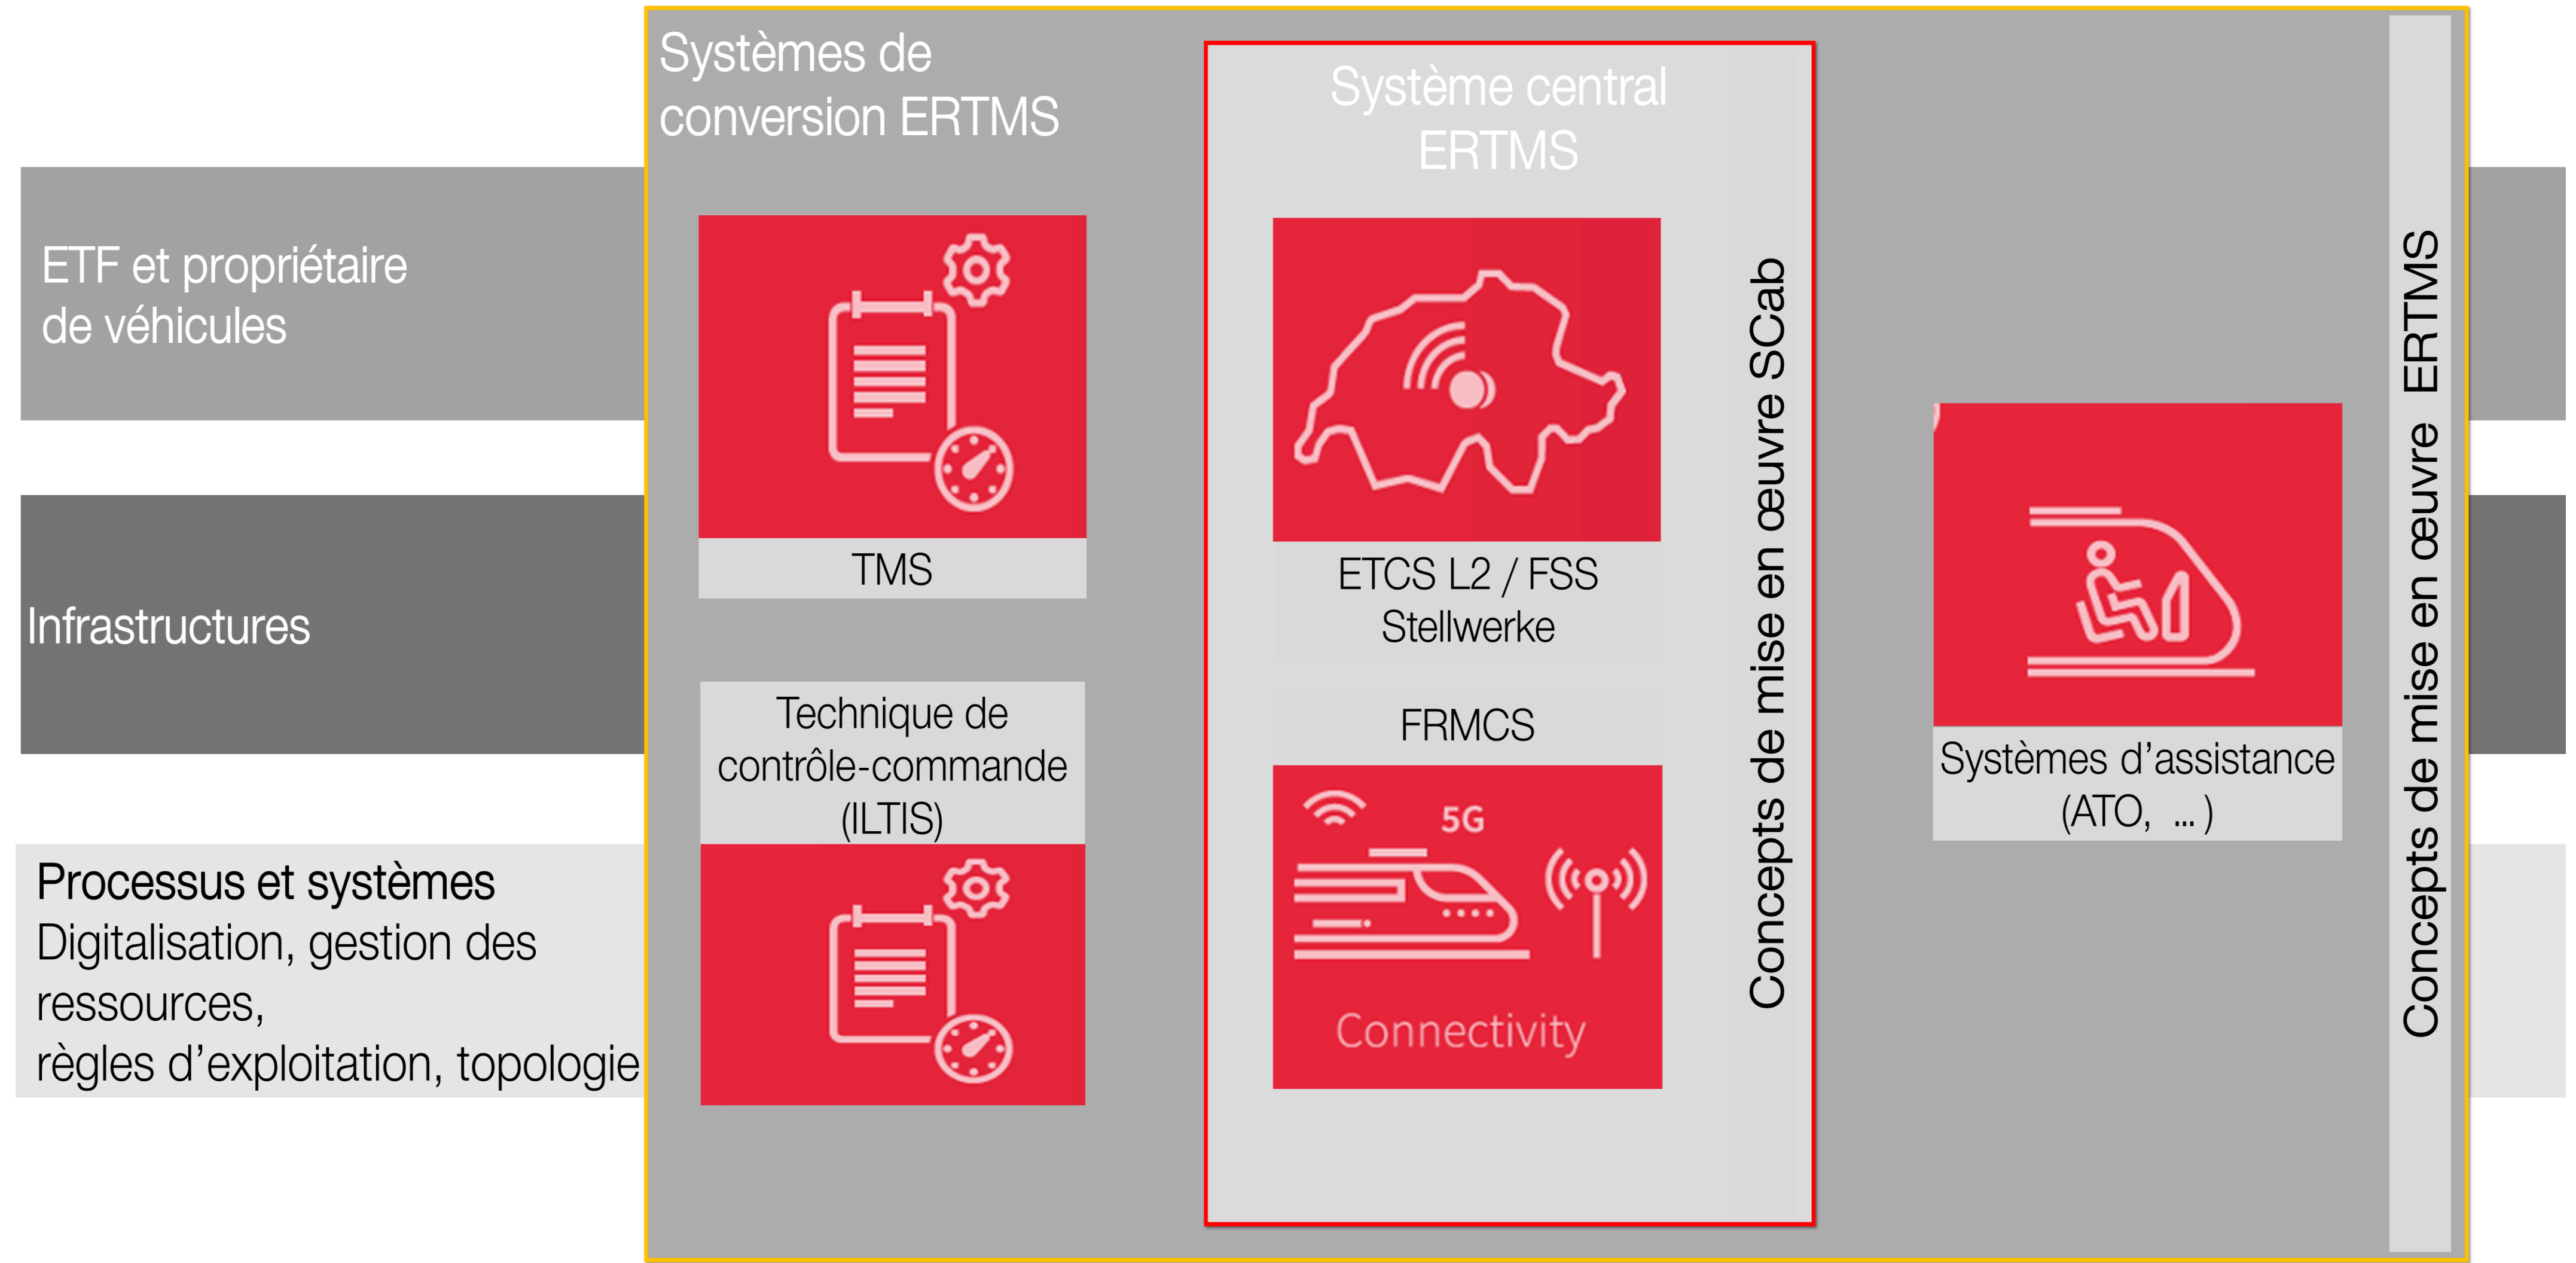 Systèmes de
conversion ERTMS
Système central
ERTMS
ETF et propriétaire
de véhicules
Infrastructures
Processus et systèmes
Digitalisation, gestion des
ressources,
règles d’exploitation, topologie
TMS
Technique de
contrôle-commande
(ILTIS)
ETCS L2 / FSS
Stellwerke
FRMCS
5G
Connectivity
Concepts de mise en œuvre SCab
Systèmes d’assistance
(ATO, ... )
Concepts de mise en œuvre ERTMS